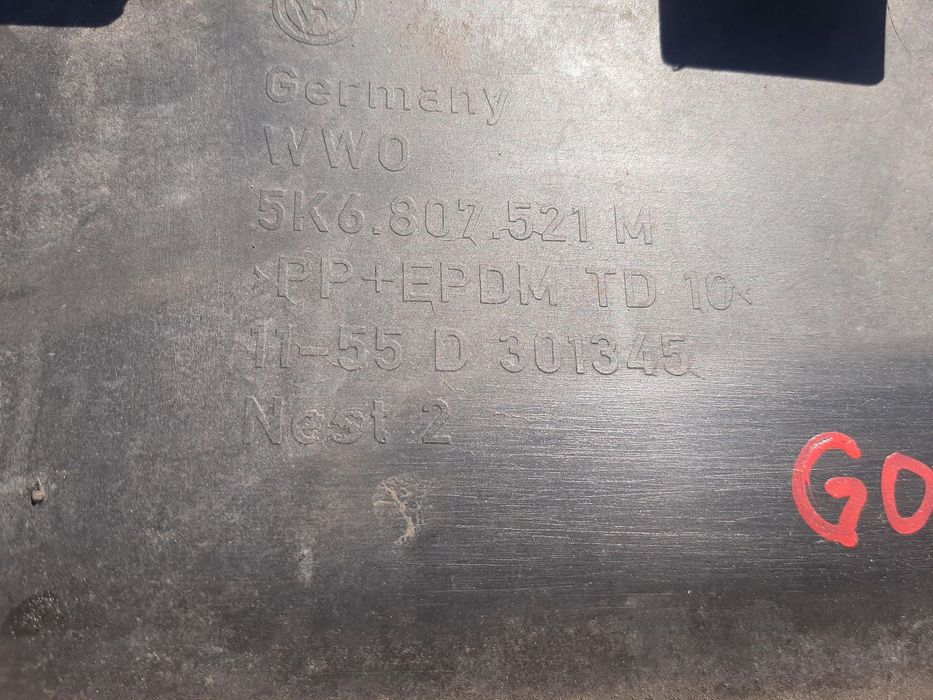 Germany
WWO
5K6.807.521 M
>PP+EPDM TD 10<
11-55 D 301345
Nest 2
GO